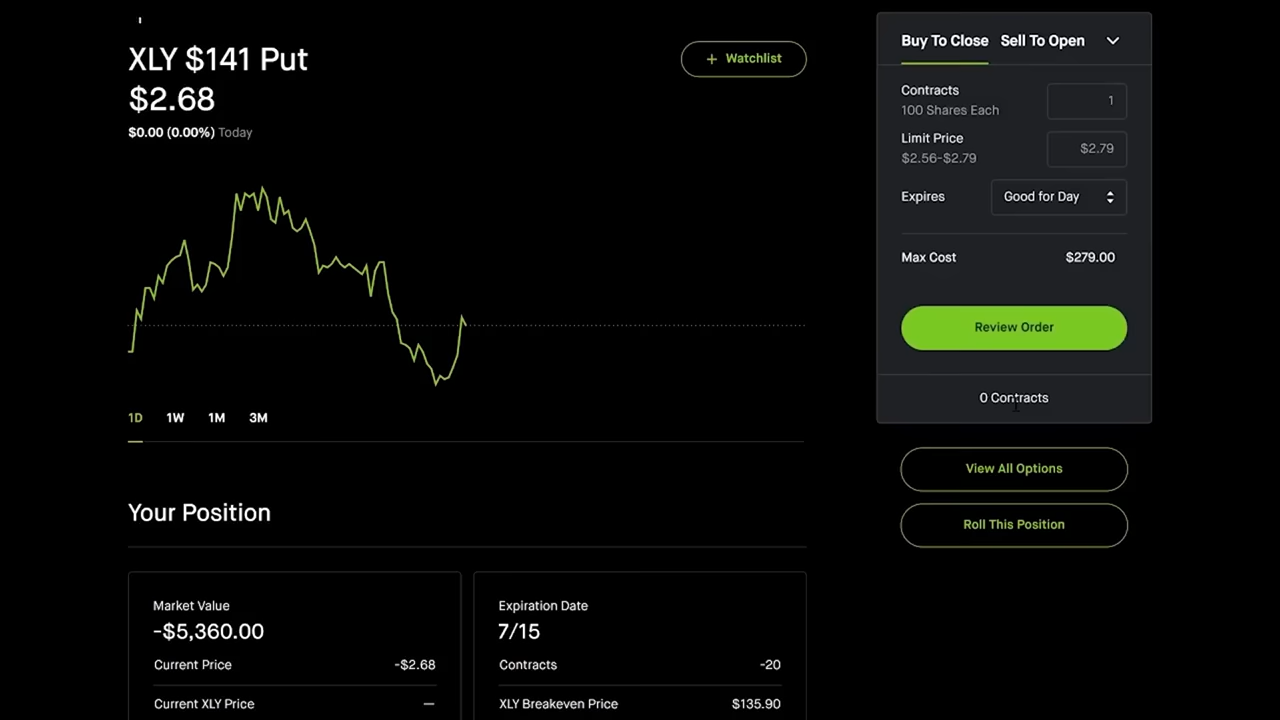 XLY $141 Put
$2.68
$0.00 (0.00%) Today
+ Watchlist
1D 1W 1M 3M
Your Position
Market Value
-$5,360.00
Current Price -$2.68
Current XLY Price —
Expiration Date
7/15
Contracts -20
XLY Breakeven Price $135.90
Buy To Close Sell To Open
Contracts 1
100 Shares Each
Limit Price $2.79
$2.56-$2.79
Expires Good for Day
Max Cost $279.00
Review Order
0 Contracts
View All Options
Roll This Position